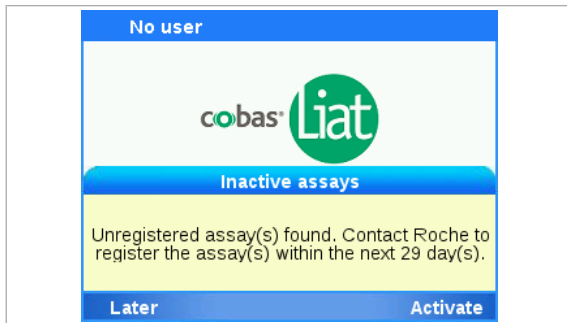 No user
cobas® Liat
Inactive assays
Unregistered assay(s) found. Contact Roche to
register the assay(s) within the next 29 day(s).
Later Activate